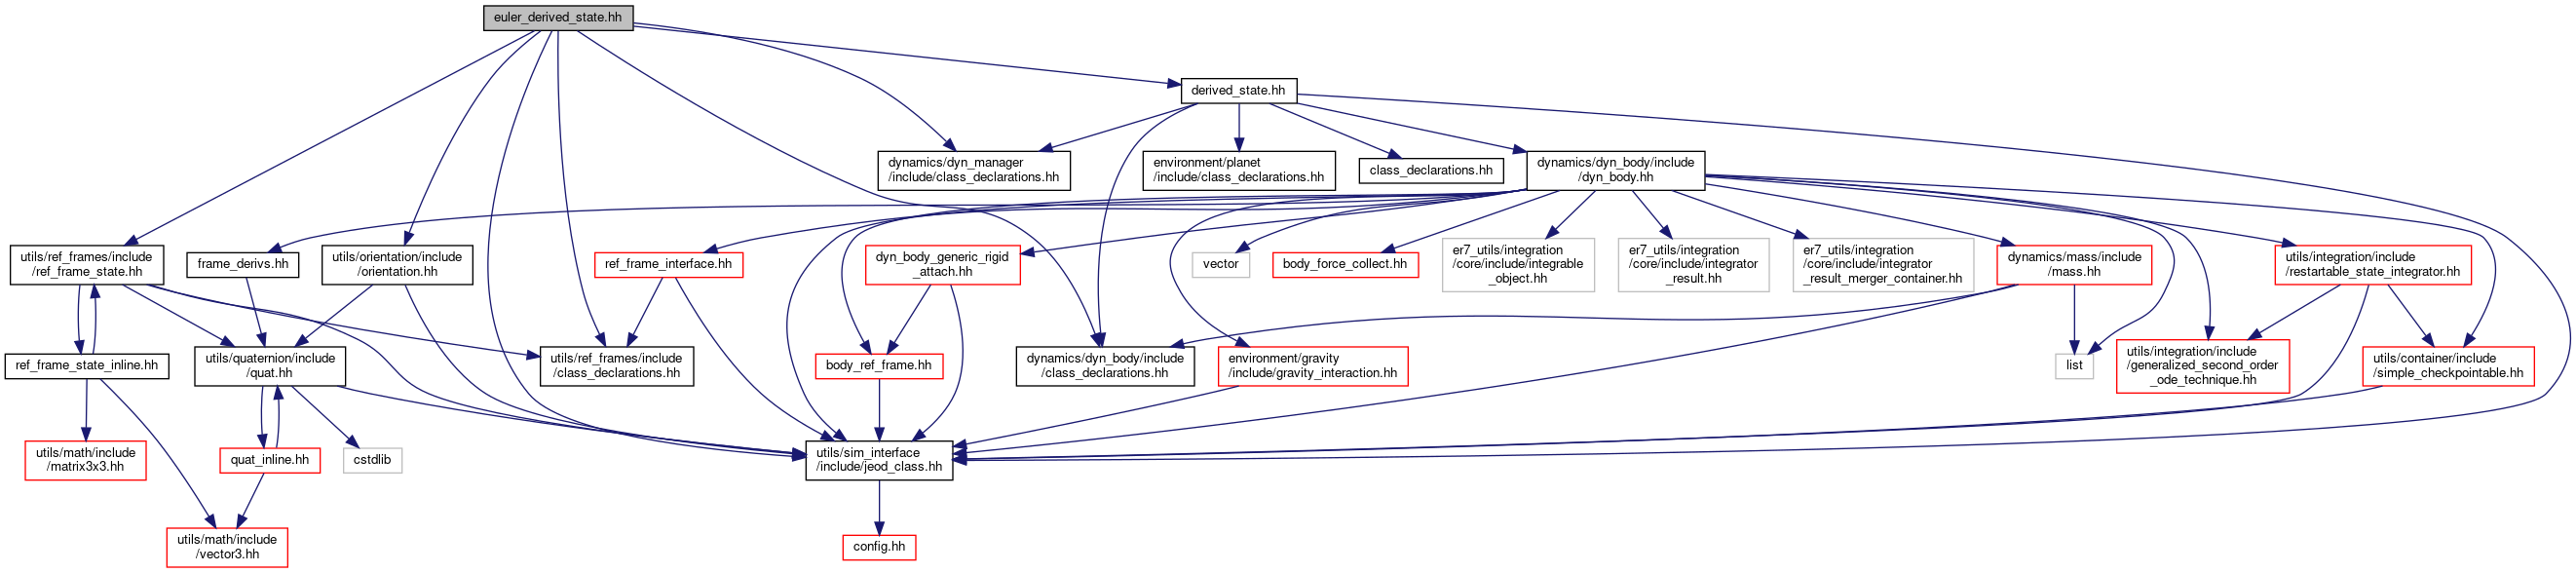 euler_derived_state.hh
derived_state.hh
dynamics/dyn_manager
/include/class_declarations.hh
environment/planet
/include/class_declarations.hh
class_declarations.hh
dynamics/dyn_body/include
/dyn_body.hh
utils/ref_frames/include
/ref_frame_state.hh
frame_derivs.hh
utils/orientation/include
/orientation.hh
ref_frame_interface.hh
dyn_body_generic_rigid
_attach.hh
vector
body_force_collect.hh
er7_utils/integration
/core/include/integrable
_object.hh
er7_utils/integration
/core/include/integrator
_result.hh
er7_utils/integration
/core/include/integrator
_result_merger_container.hh
dynamics/mass/include
/mass.hh
utils/integration/include
/restartable_state_integrator.hh
ref_frame_state_inline.hh
utils/quaternion/include
/quat.hh
utils/ref_frames/include
/class_declarations.hh
body_ref_frame.hh
dynamics/dyn_body/include
/class_declarations.hh
environment/gravity
/include/gravity_interaction.hh
list
utils/integration/include
/generalized_second_order
_ode_technique.hh
utils/container/include
/simple_checkpointable.hh
utils/math/include
/matrix3x3.hh
quat_inline.hh
cstdlib
utils/sim_interface
/include/jeod_class.hh
utils/math/include
/vector3.hh
config.hh